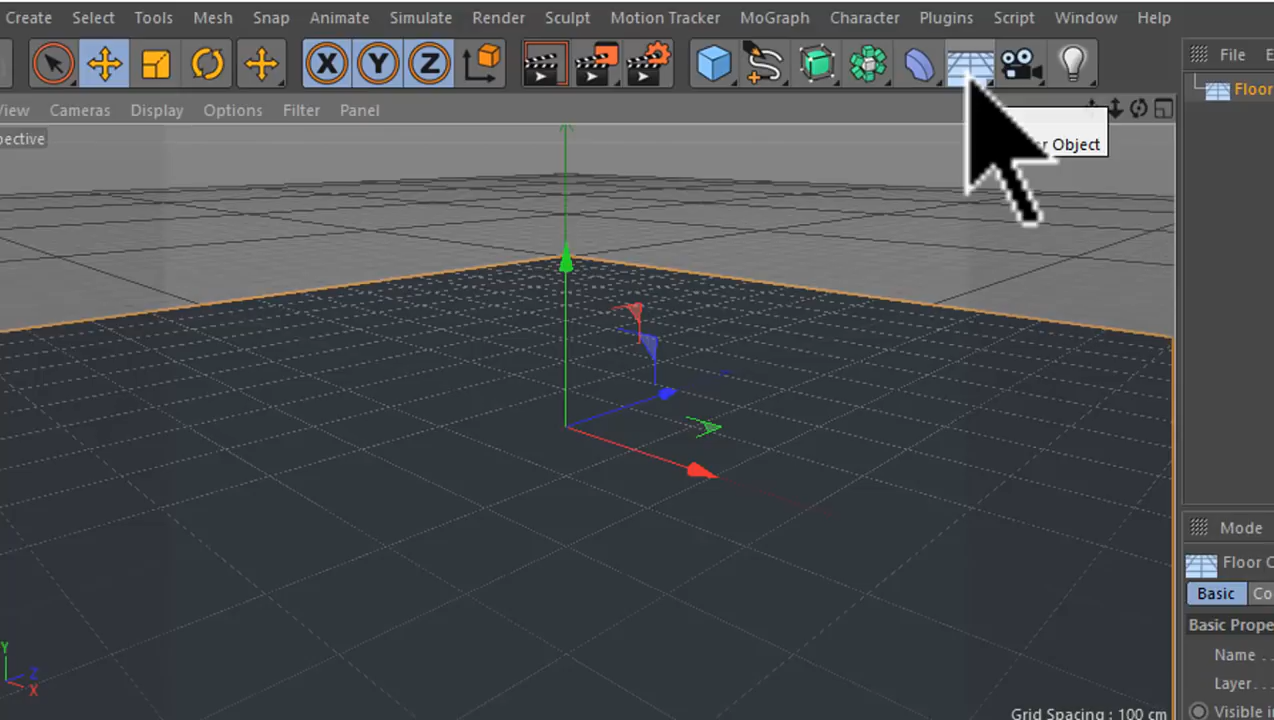 Create Select Tools Mesh Snap Animate Simulate Render Sculpt Motion Tracker MoGraph Character Plugins Script Window Help
X Y Z
File E
View Cameras Display Options Filter Panel
Floor
pective
r Object
Mode
Floor O
Basic Co
Basic Prope
Name
Layer
Visible i
Y
Z
X
Grid Spacing : 100 cm